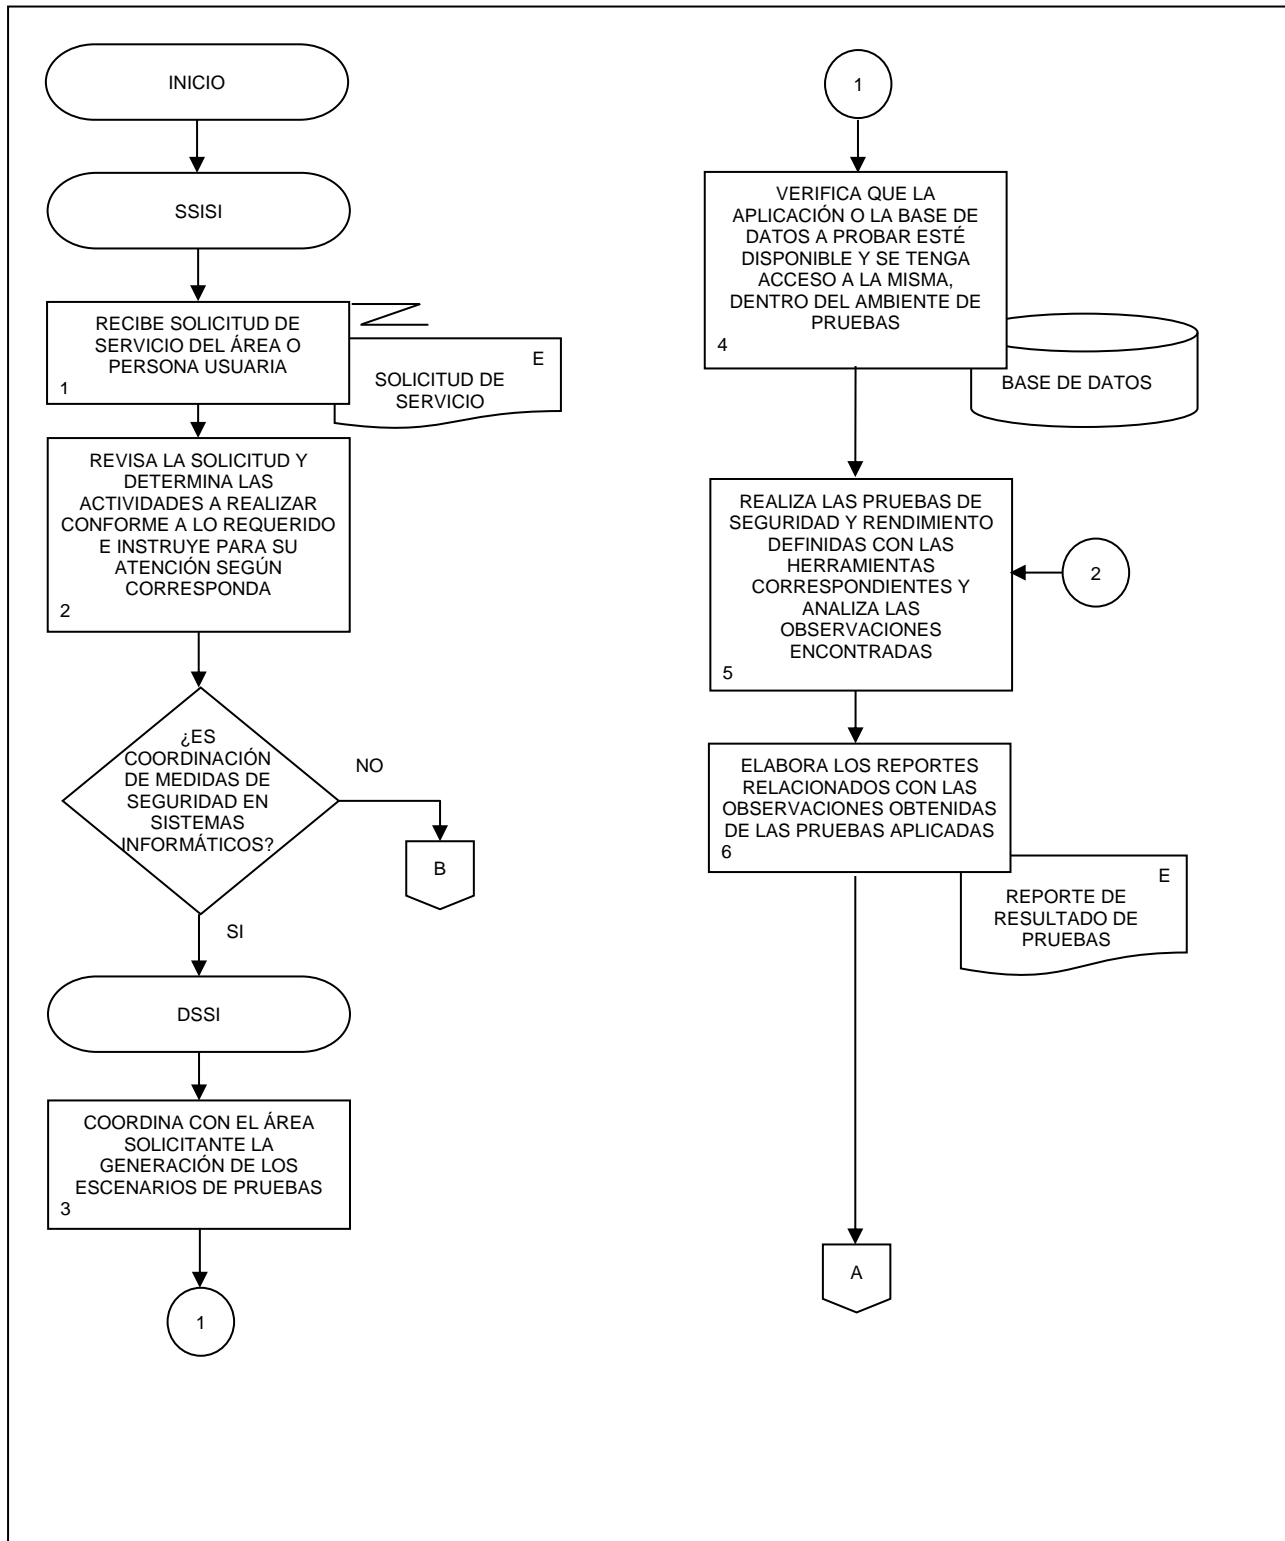 INICIO
SSISI
RECIBE SOLICITUD DE
SERVICIO DEL ÁREA O
PERSONA USUARIA
1
E
SOLICITUD DE
SERVICIO
REVISA LA SOLICITUD Y
DETERMINA LAS
ACTIVIDADES A REALIZAR
CONFORME A LO REQUERIDO
E INSTRUYE PARA SU
ATENCIÓN SEGÚN
CORRESPONDA
2
¿ES
COORDINACIÓN
DE MEDIDAS DE
SEGURIDAD EN
SISTEMAS
INFORMÁTICOS?
NO
B
SI
DSSI
COORDINA CON EL ÁREA
SOLICITANTE LA
GENERACIÓN DE LOS
ESCENARIOS DE PRUEBAS
3
1
1
VERIFICA QUE LA
APLICACIÓN O LA BASE DE
DATOS A PROBAR ESTÉ
DISPONIBLE Y SE TENGA
ACCESO A LA MISMA,
DENTRO DEL AMBIENTE DE
PRUEBAS
4
BASE DE DATOS
REALIZA LAS PRUEBAS DE
SEGURIDAD Y RENDIMIENTO
DEFINIDAS CON LAS
HERRAMIENTAS
CORRESPONDIENTES Y
ANALIZA LAS
OBSERVACIONES
ENCONTRADAS
5
2
ELABORA LOS REPORTES
RELACIONADOS CON LAS
OBSERVACIONES OBTENIDAS
DE LAS PRUEBAS APLICADAS
6
E
REPORTE DE
RESULTADO DE
PRUEBAS
A